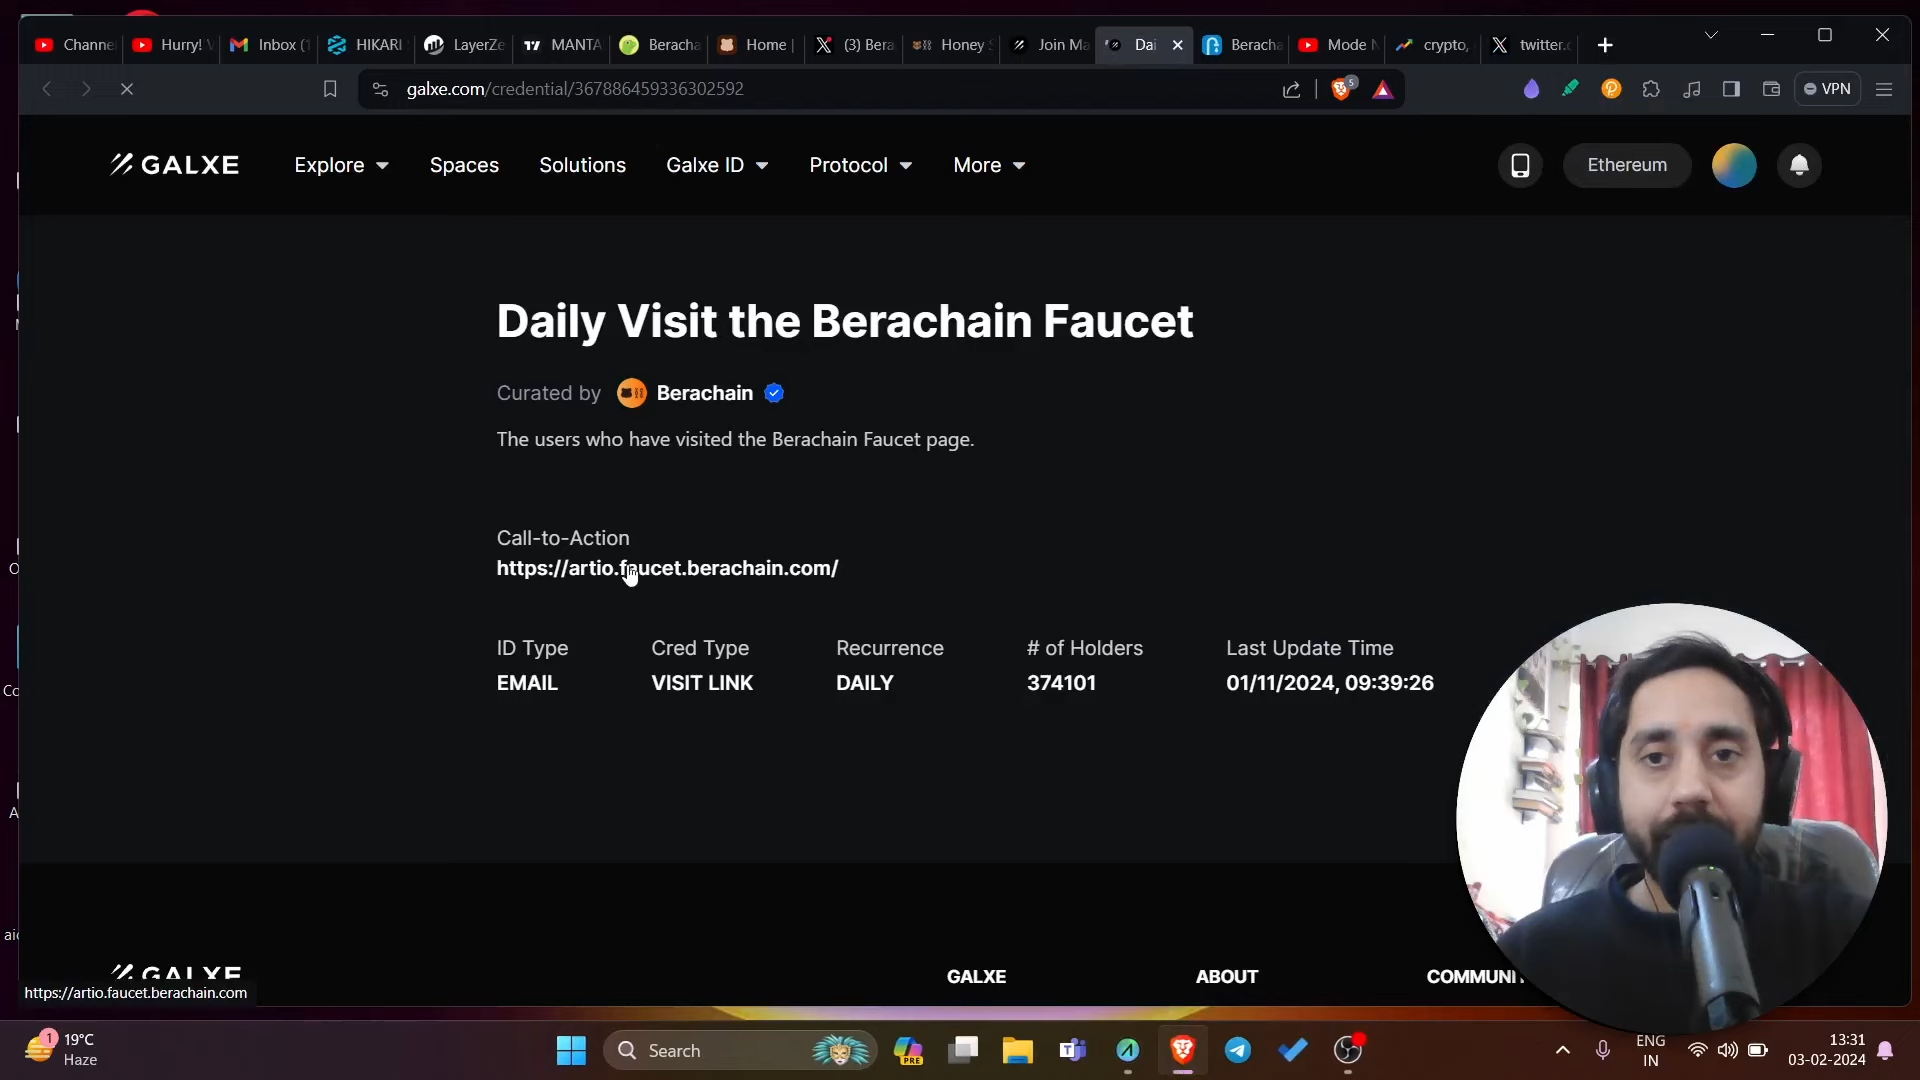 Channe
Hurry! V
Inbox (1
HIKARI
LayerZe
MANTA
Beracha
Home |
(3) Bera
Honey
Join Ma
Dai
Beracha
Mode N
crypto,
twitter.c
galxe.com/credential/367886459336302592
5
VPN
GALXE
Explore
Spaces
Solutions
Galxe ID
Protocol
More
Ethereum
Daily Visit the Berachain Faucet
Curated by Berachain
The users who have visited the Berachain Faucet page.
Call-to-Action
https://artio.faucet.berachain.com/
ID Type Cred Type Recurrence # of Holders Last Update Time
EMAIL VISIT LINK DAILY 374101 01/11/2024, 09:39:26
GALXE
GALXE ABOUT COMMUNI
https://artio.faucet.berachain.com
1
19°C
Haze
Search
PRE
ENG
IN
13:31
03-02-2024